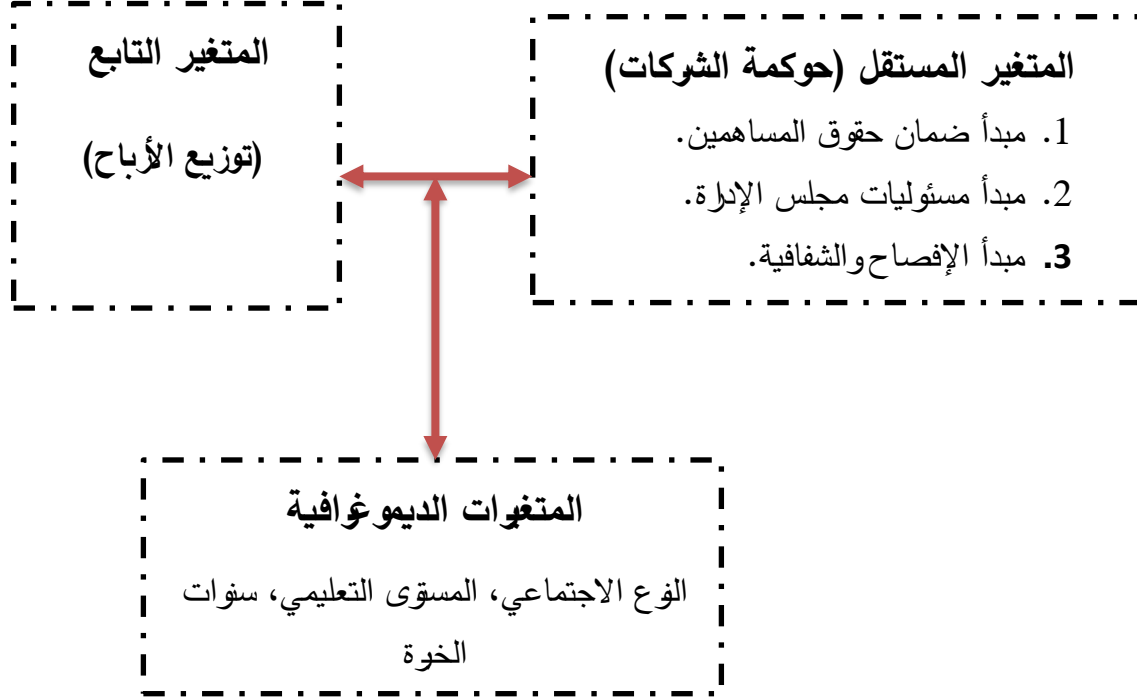 المتغير المستقل (حوكمة الشركات)
1. مبدأ ضمان حقوق المساهمين.
2. مبدأ مسئوليات مجلس الإدارة.
3. مبدأ الإفصاح والشفافية.
المتغير التابع
(توزيع الأرباح)
المتغيرات الديموغرافية
النوع الاجتماعي، المستوى التعليمي، سنوات
الخبرة